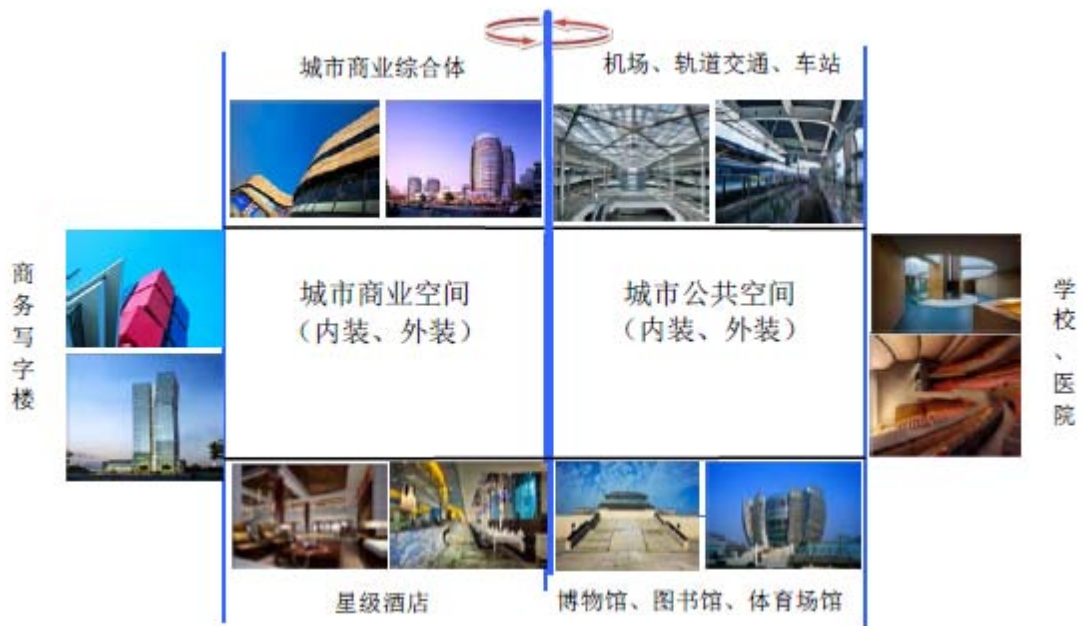 城市商业综合体
机场、轨道交通、车站
商务写字楼
城市商业空间
（内装、外装）
城市公共空间
（内装、外装）
学校、医院
星级酒店
博物馆、图书馆、体育场馆